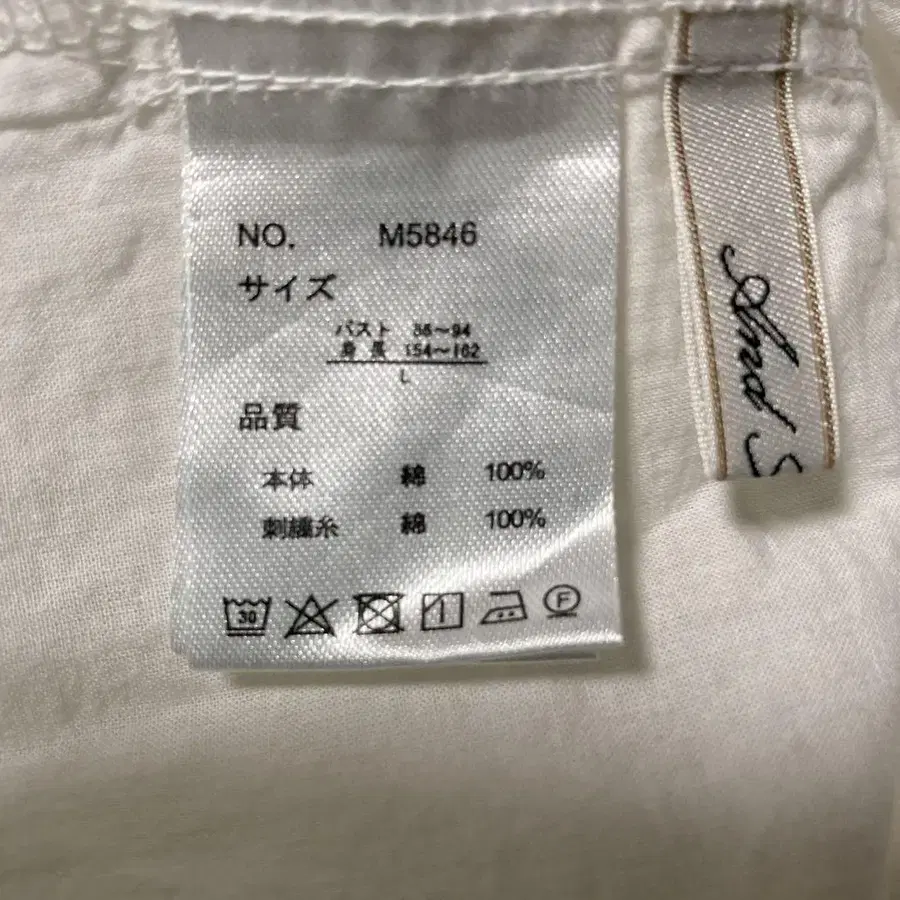 NO. M5846
サイズ
バスト 86～94
身長 154～162
L
品質
本体 綿 100%
刺繍糸 綿 100%
30
F
And S